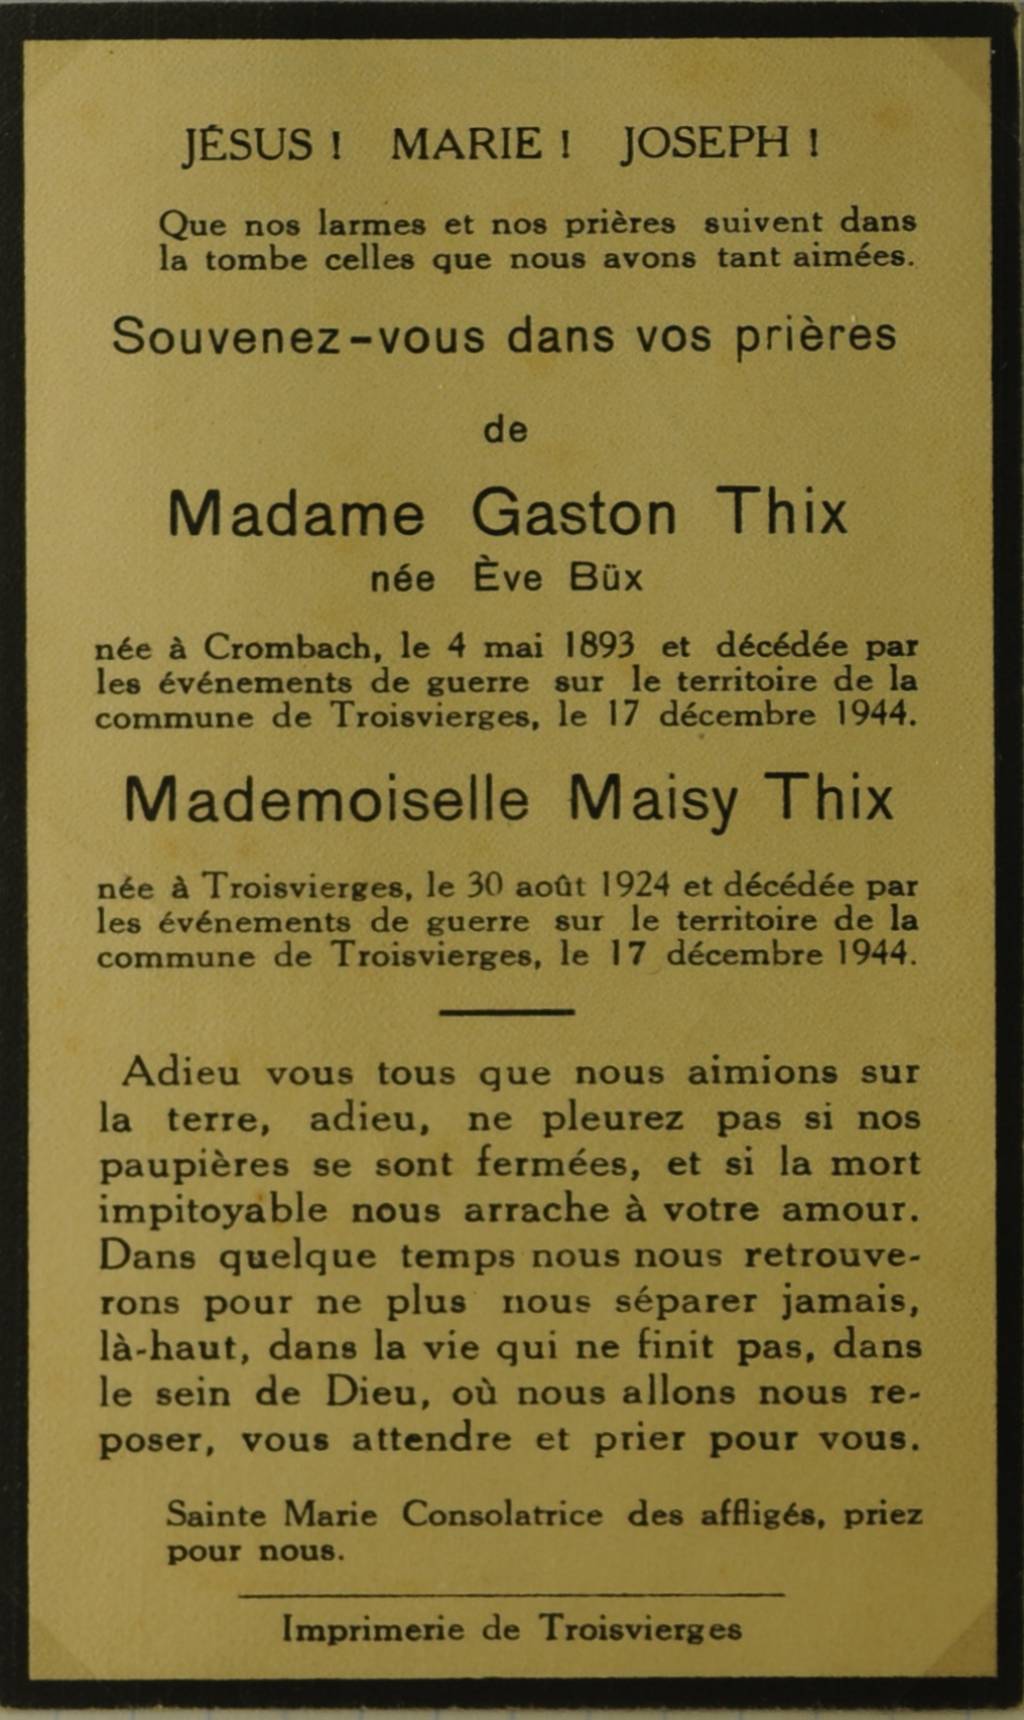 JÉSUS ! MARIE ! JOSEPH !
Que nos larmes et nos prières suivent dans
la tombe celles que nous avons tant aimées.
Souvenez-vous dans vos prières
de
Madame Gaston Thix
née Ève Büx
née à Crombach, le 4 mai 1893 et décédée par
les événements de guerre sur le territoire de la
commune de Troisvierges, le 17 décembre 1944.
Mademoiselle Maisy Thix
née à Troisvierges, le 30 août 1924 et décédée par
les événements de guerre sur le territoire de la
commune de Troisvierges, le 17 décembre 1944.
Adieu vous tous que nous aimions sur
la terre, adieu, ne pleurez pas si nos
paupières se sont fermées, et si la mort
impitoyable nous arrache à votre amour.
Dans quelque temps nous nous retrouve-
rons pour ne plus nous séparer jamais,
là-haut, dans la vie qui ne finit pas, dans
le sein de Dieu, où nous allons nous re-
poser, vous attendre et prier pour vous.
Sainte Marie Consolatrice des affligés, priez
pour nous.
Imprimerie de Troisvierges